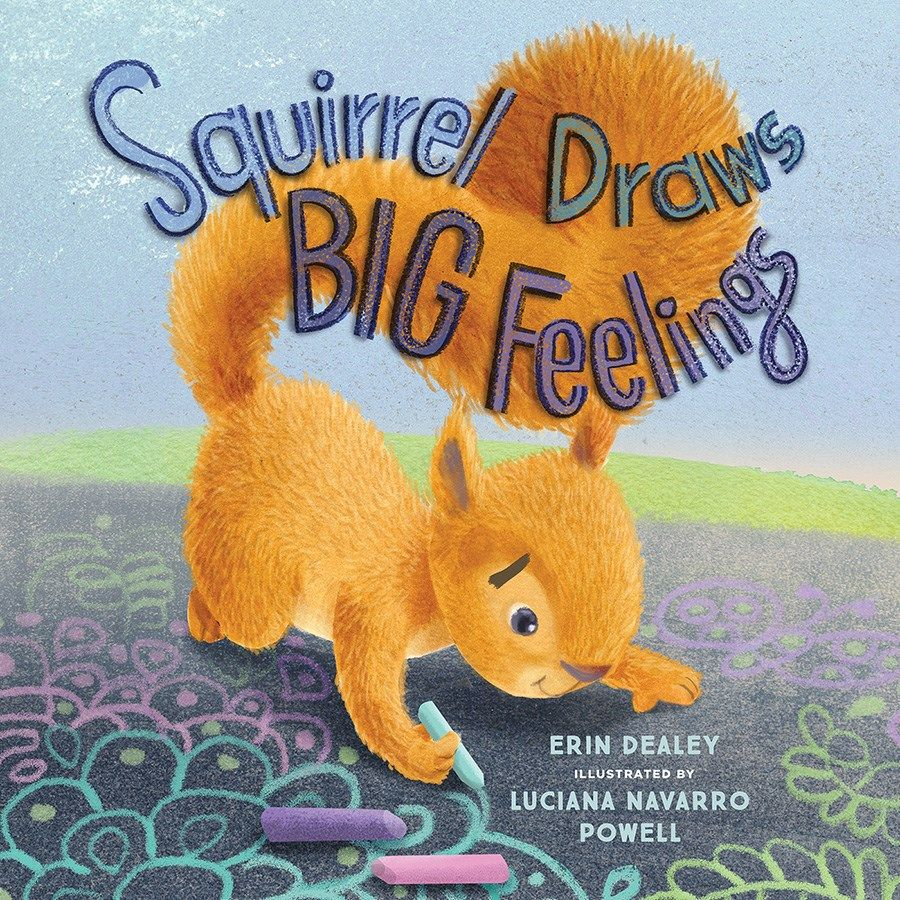 Squirrel Draws
BIG Feelings
ERIN DEALEY
ILLUSTRATED BY
LUCIANA NAVARRO
POWELL